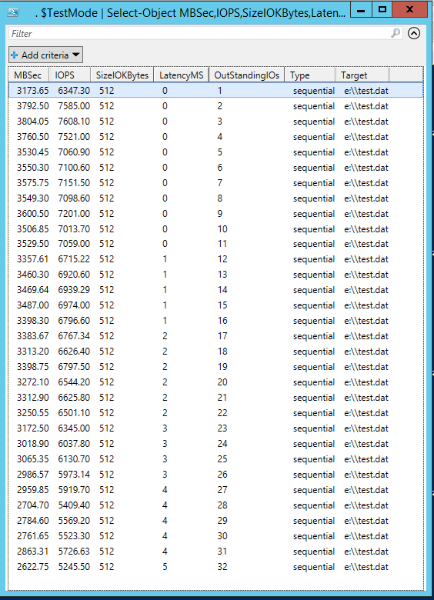 . $TestMode | Select-Object MBSec,IOPS,SizeIOKBytes,Laten...
Filter
Add criteria
MBSec IOPS SizeIOKBytes LatencyMS OutStandingIOs Type Target
3173.65 6347.30 512 0 1 sequential e:\\test.dat
3792.50 7585.00 512 0 2 sequential e:\\test.dat
3804.05 7608.10 512 0 3 sequential e:\\test.dat
3760.50 7521.00 512 0 4 sequential e:\\test.dat
3530.45 7060.90 512 0 5 sequential e:\\test.dat
3550.30 7100.60 512 0 6 sequential e:\\test.dat
3575.75 7151.50 512 0 7 sequential e:\\test.dat
3549.30 7098.60 512 0 8 sequential e:\\test.dat
3600.50 7201.00 512 0 9 sequential e:\\test.dat
3506.85 7013.70 512 0 10 sequential e:\\test.dat
3529.50 7059.00 512 0 11 sequential e:\\test.dat
3357.61 6715.22 512 1 12 sequential e:\\test.dat
3460.30 6920.60 512 1 13 sequential e:\\test.dat
3469.64 6939.29 512 1 14 sequential e:\\test.dat
3487.00 6974.00 512 1 15 sequential e:\\test.dat
3398.30 6796.60 512 1 16 sequential e:\\test.dat
3383.67 6767.34 512 2 17 sequential e:\\test.dat
3313.20 6626.40 512 2 18 sequential e:\\test.dat
3398.75 6797.50 512 2 19 sequential e:\\test.dat
3272.10 6544.20 512 2 20 sequential e:\\test.dat
3312.90 6625.80 512 2 21 sequential e:\\test.dat
3250.55 6501.10 512 2 22 sequential e:\\test.dat
3172.50 6345.00 512 3 23 sequential e:\\test.dat
3018.90 6037.80 512 3 24 sequential e:\\test.dat
3065.35 6130.70 512 3 25 sequential e:\\test.dat
2986.57 5973.14 512 3 26 sequential e:\\test.dat
2959.85 5919.70 512 4 27 sequential e:\\test.dat
2704.70 5409.40 512 4 28 sequential e:\\test.dat
2784.60 5569.20 512 4 29 sequential e:\\test.dat
2761.65 5523.30 512 4 30 sequential e:\\test.dat
2863.31 5726.63 512 4 31 sequential e:\\test.dat
2622.75 5245.50 512 5 32 sequential e:\\test.dat